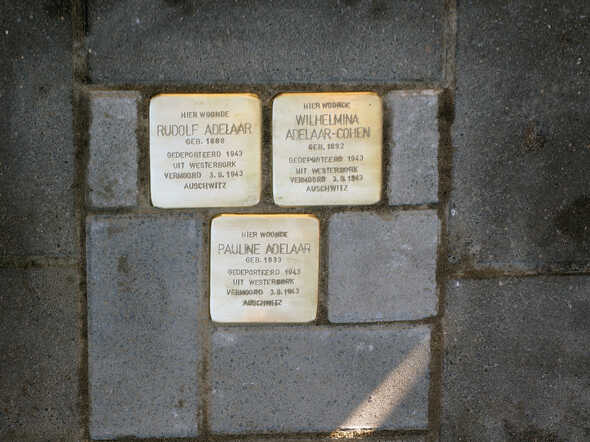 HIER WOONDE
RUDOLF ADELAAR
GEB. 1888
GEDEPORTEERD 1943
UIT WESTERBORK
VERMOORD 3.9.1943
AUSCHWITZ
HIER WOONDE
WILHELMINA
ADELAAR-COHEN
GEB. 1892
GEDEPORTEERD 1943
UIT WESTERBORK
VERMOORD 3.9.1943
AUSCHWITZ
HIER WOONDE
PAULINE ADELAAR
GEB.
GEDEPORTEERD 1943
UIT WESTERBORK
VERMOORD 3.9.1943
AUSCHWITZ